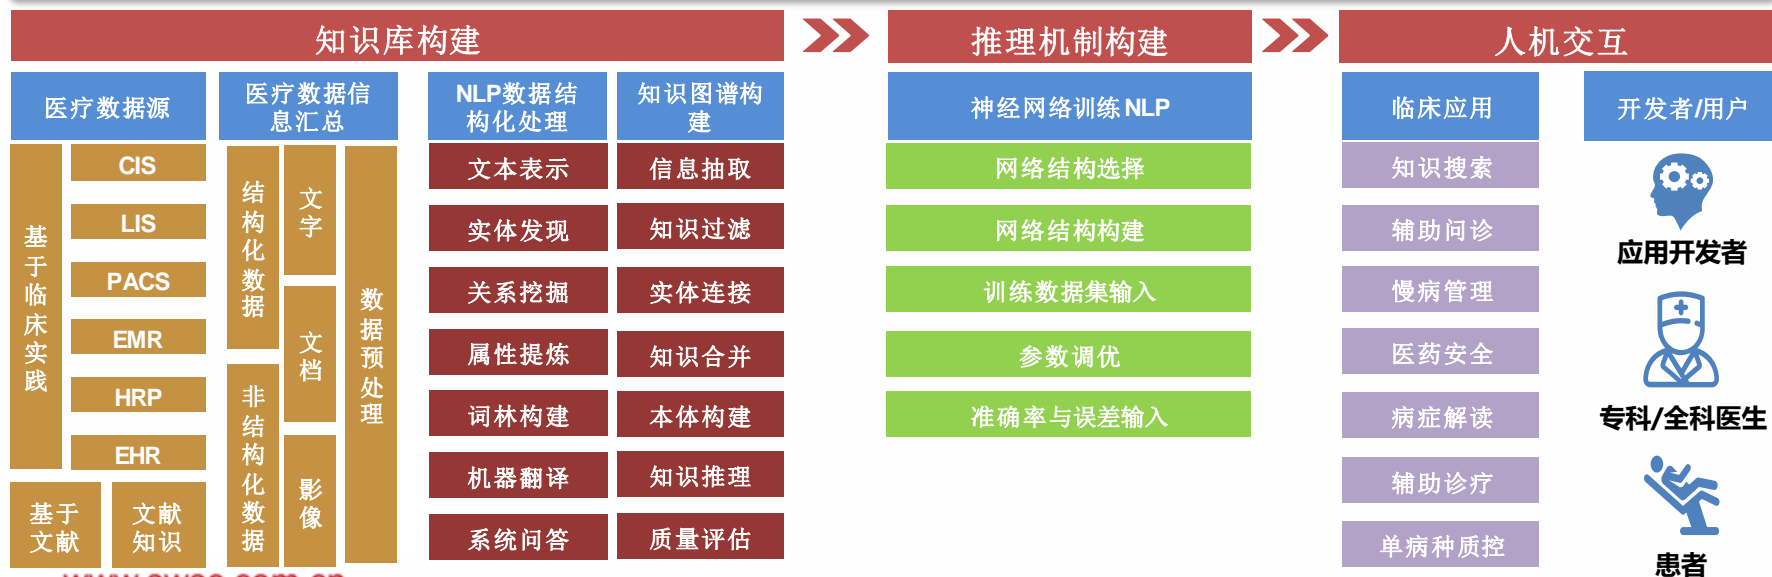 知识库构建
推理机制构建
人机交互
医疗数据源
医疗数据信
息汇总
NLP数据结
构化处理
知识图谱构
建
神经网络训练NLP
临床应用
开发者/用户
基于临床实践
CIS
LIS
PACS
EMR
HRP
EHR
基于
文献
文献
知识
结构化数据
非结构化数据
文字
文档
影像
数据预处理
文本表示
实体发现
关系挖掘
属性提炼
词林构建
机器翻译
系统问答
信息抽取
知识过滤
实体连接
知识合并
本体构建
知识推理
质量评估
网络结构选择
网络结构构建
训练数据集输入
参数调优
准确率与误差输入
知识搜索
辅助问诊
慢病管理
医药安全
病症解读
辅助诊疗
单病种质控
应用开发者
专科/全科医生
患者